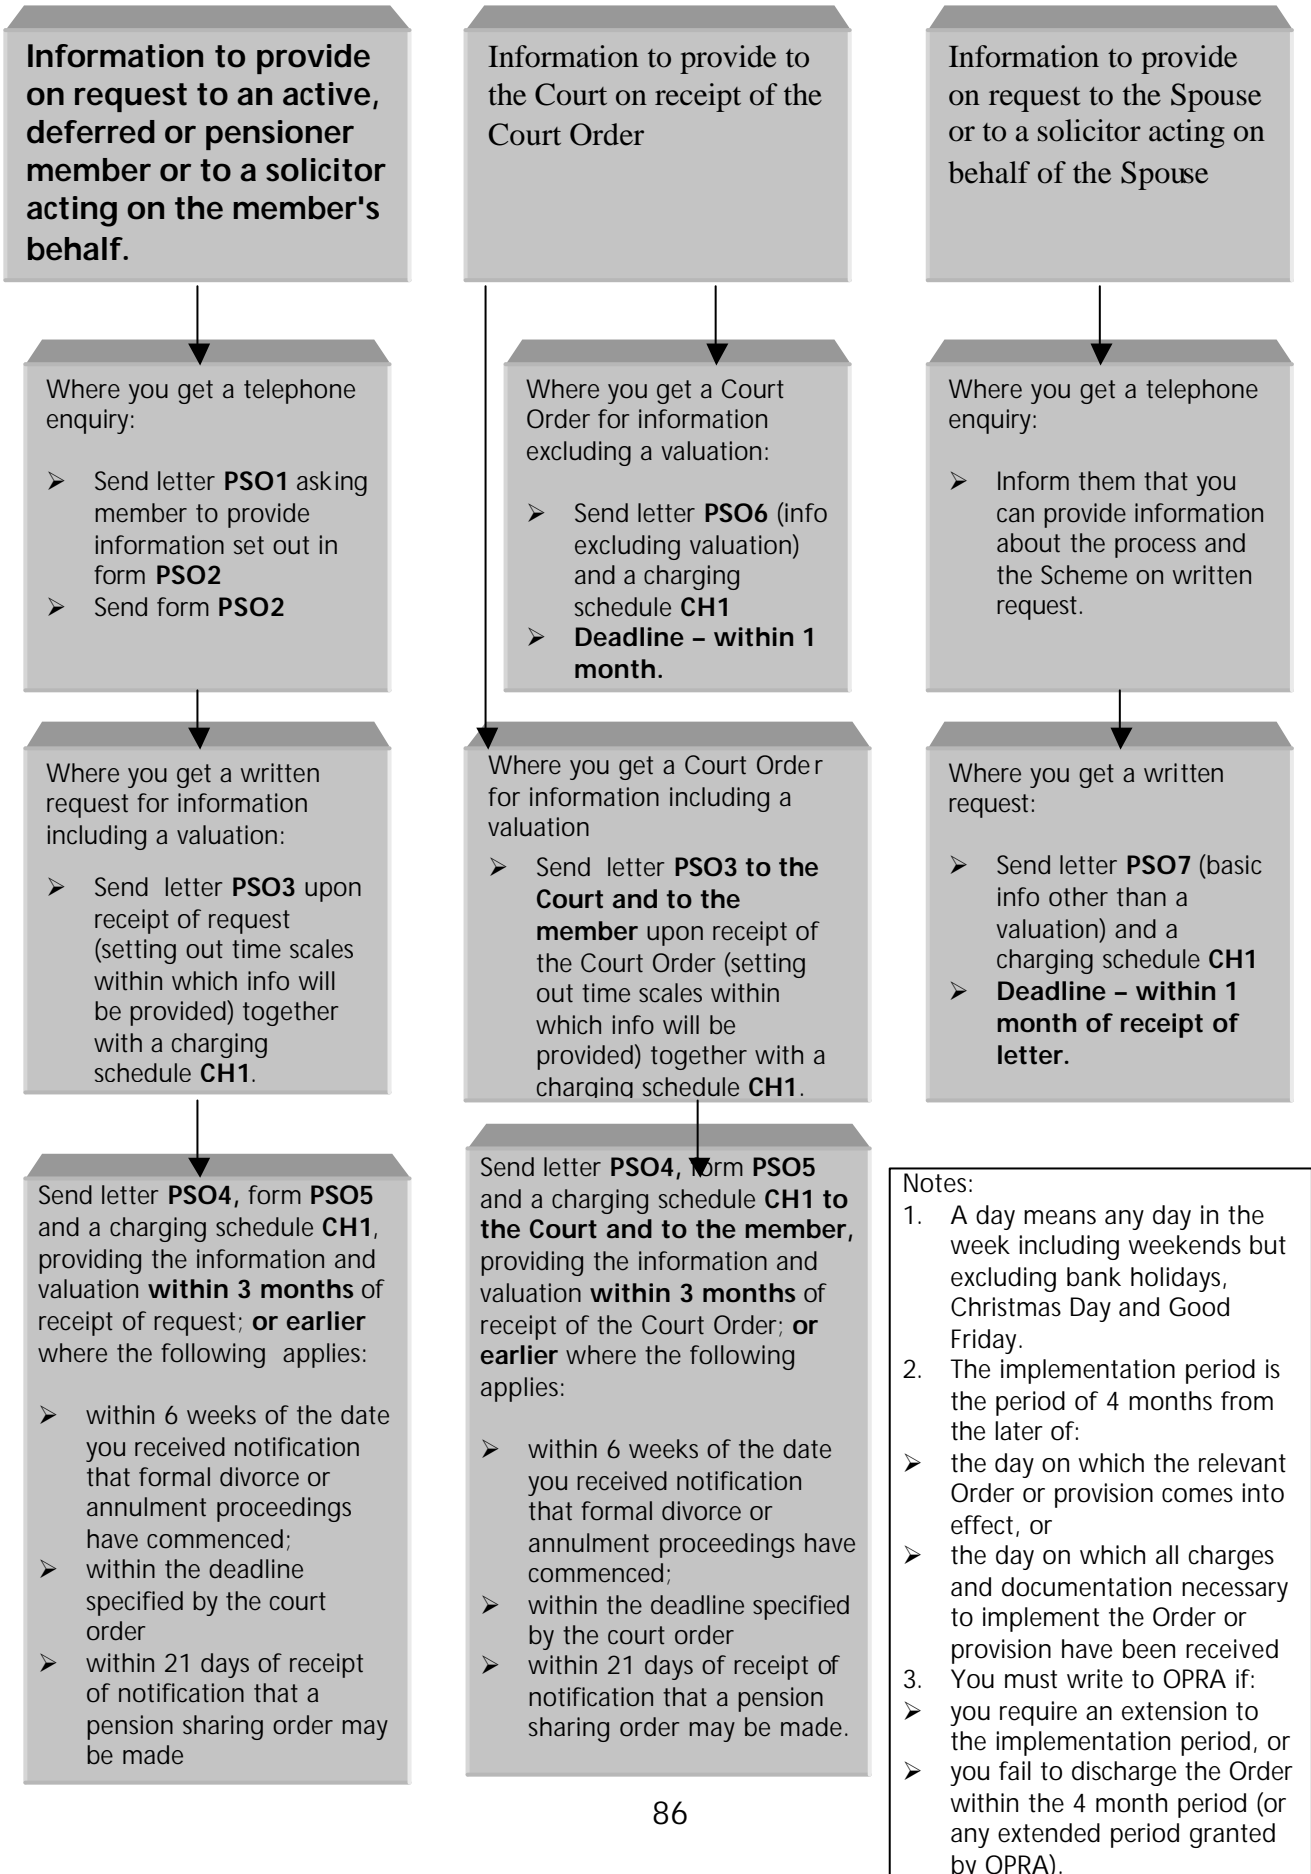 Information to provide
on request to an active,
deferred or pensioner
member or to a solicitor
acting on the member's
behalf.
Where you get a telephone
enquiry:
➢ Send letter PSO1 asking
member to provide
information set out in
form PSO2
➢ Send form PSO2
Where you get a written
request for information
including a valuation:
➢ Send letter PSO3 upon
receipt of request
(setting out time scales
within which info will
be provided) together
with a charging
schedule CH1.
Send letter PSO4, form PSO5
and a charging schedule CH1,
providing the information and
valuation within 3 months of
receipt of request; or earlier
where the following applies:
➢ within 6 weeks of the date
you received notification
that formal divorce or
annulment proceedings
have commenced;
➢ within the deadline
specified by the court
order
➢ within 21 days of receipt
of notification that a
pension sharing order may
be made
Information to provide to
the Court on receipt of the
Court Order
Where you get a Court
Order for information
excluding a valuation:
➢ Send letter PSO6 (info
excluding valuation)
and a charging
schedule CH1
➢ Deadline – within 1
month.
Where you get a Court Order
for information including a
valuation
➢ Send letter PSO3 to the
Court and to the
member upon receipt of
the Court Order (setting
out time scales within
which info will be
provided) together with a
charging schedule CH1.
Send letter PSO4, form PSO5
and a charging schedule CH1 to
the Court and to the member,
providing the information and
valuation within 3 months of
receipt of the Court Order; or
earlier where the following
applies:
➢ within 6 weeks of the date
you received notification
that formal divorce or
annulment proceedings have
commenced;
➢ within the deadline specified
by the court order
➢ within 21 days of receipt of
notification that a pension
sharing order may be made.
Information to provide
on request to the Spouse
or to a solicitor acting on
behalf of the Spouse
Where you get a telephone
enquiry:
➢ Inform them that you
can provide information
about the process and
the Scheme on written
request.
Where you get a written
request:
➢ Send letter PSO7 (basic
info other than a
valuation) and a
charging schedule CH1
➢ Deadline – within 1
month of receipt of
letter.
Notes:
1. A day means any day in the
week including weekends but
excluding bank holidays,
Christmas Day and Good
Friday.
2. The implementation period is
the period of 4 months from
the later of:
➢ the day on which the relevant
Order or provision comes into
effect, or
➢ the day on which all charges
and documentation necessary
to implement the Order or
provision have been received
3. You must write to OPRA if:
➢ you require an extension to
the implementation period, or
➢ you fail to discharge the Order
within the 4 month period (or
any extended period granted
by OPRA).
86